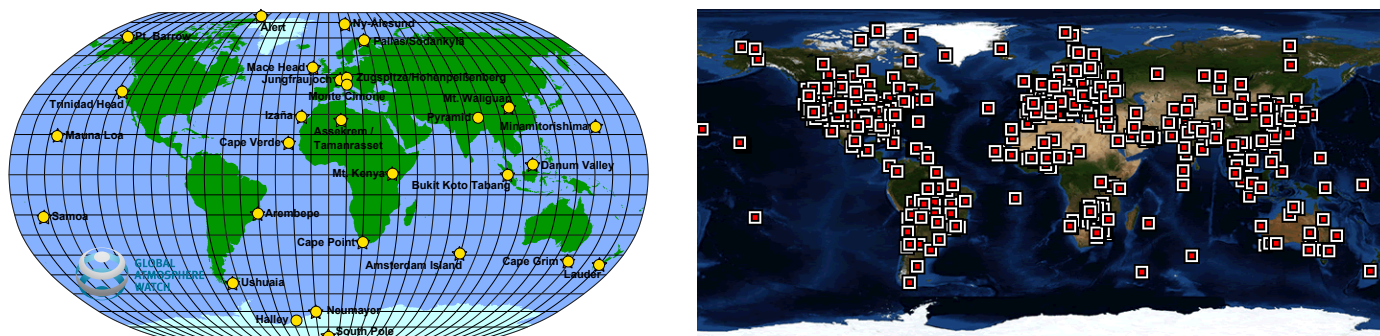 Alert
Ny-Alesund
Pt. Barrow
Pallas/Sodankyla
Mace Head
Jungfraujoch
Zugspitze/Hohenpeißenberg
Monte Cimone
Trinidad Head
Mt. Waliguan
Izaña
Pyramid
Minamitorishima
Assekrem /
Tamanrasset
Mauna Loa
Cape Verde
Danum Valley
Mt. Kenya
Bukit Koto Tabang
Samoa
Arembepe
Cape Point
Amsterdam Island
Cape Grim
Lauder
GLOBAL
ATMOSPHERE
WATCH
Ushuaia
Neumayer
Halley
South Pole